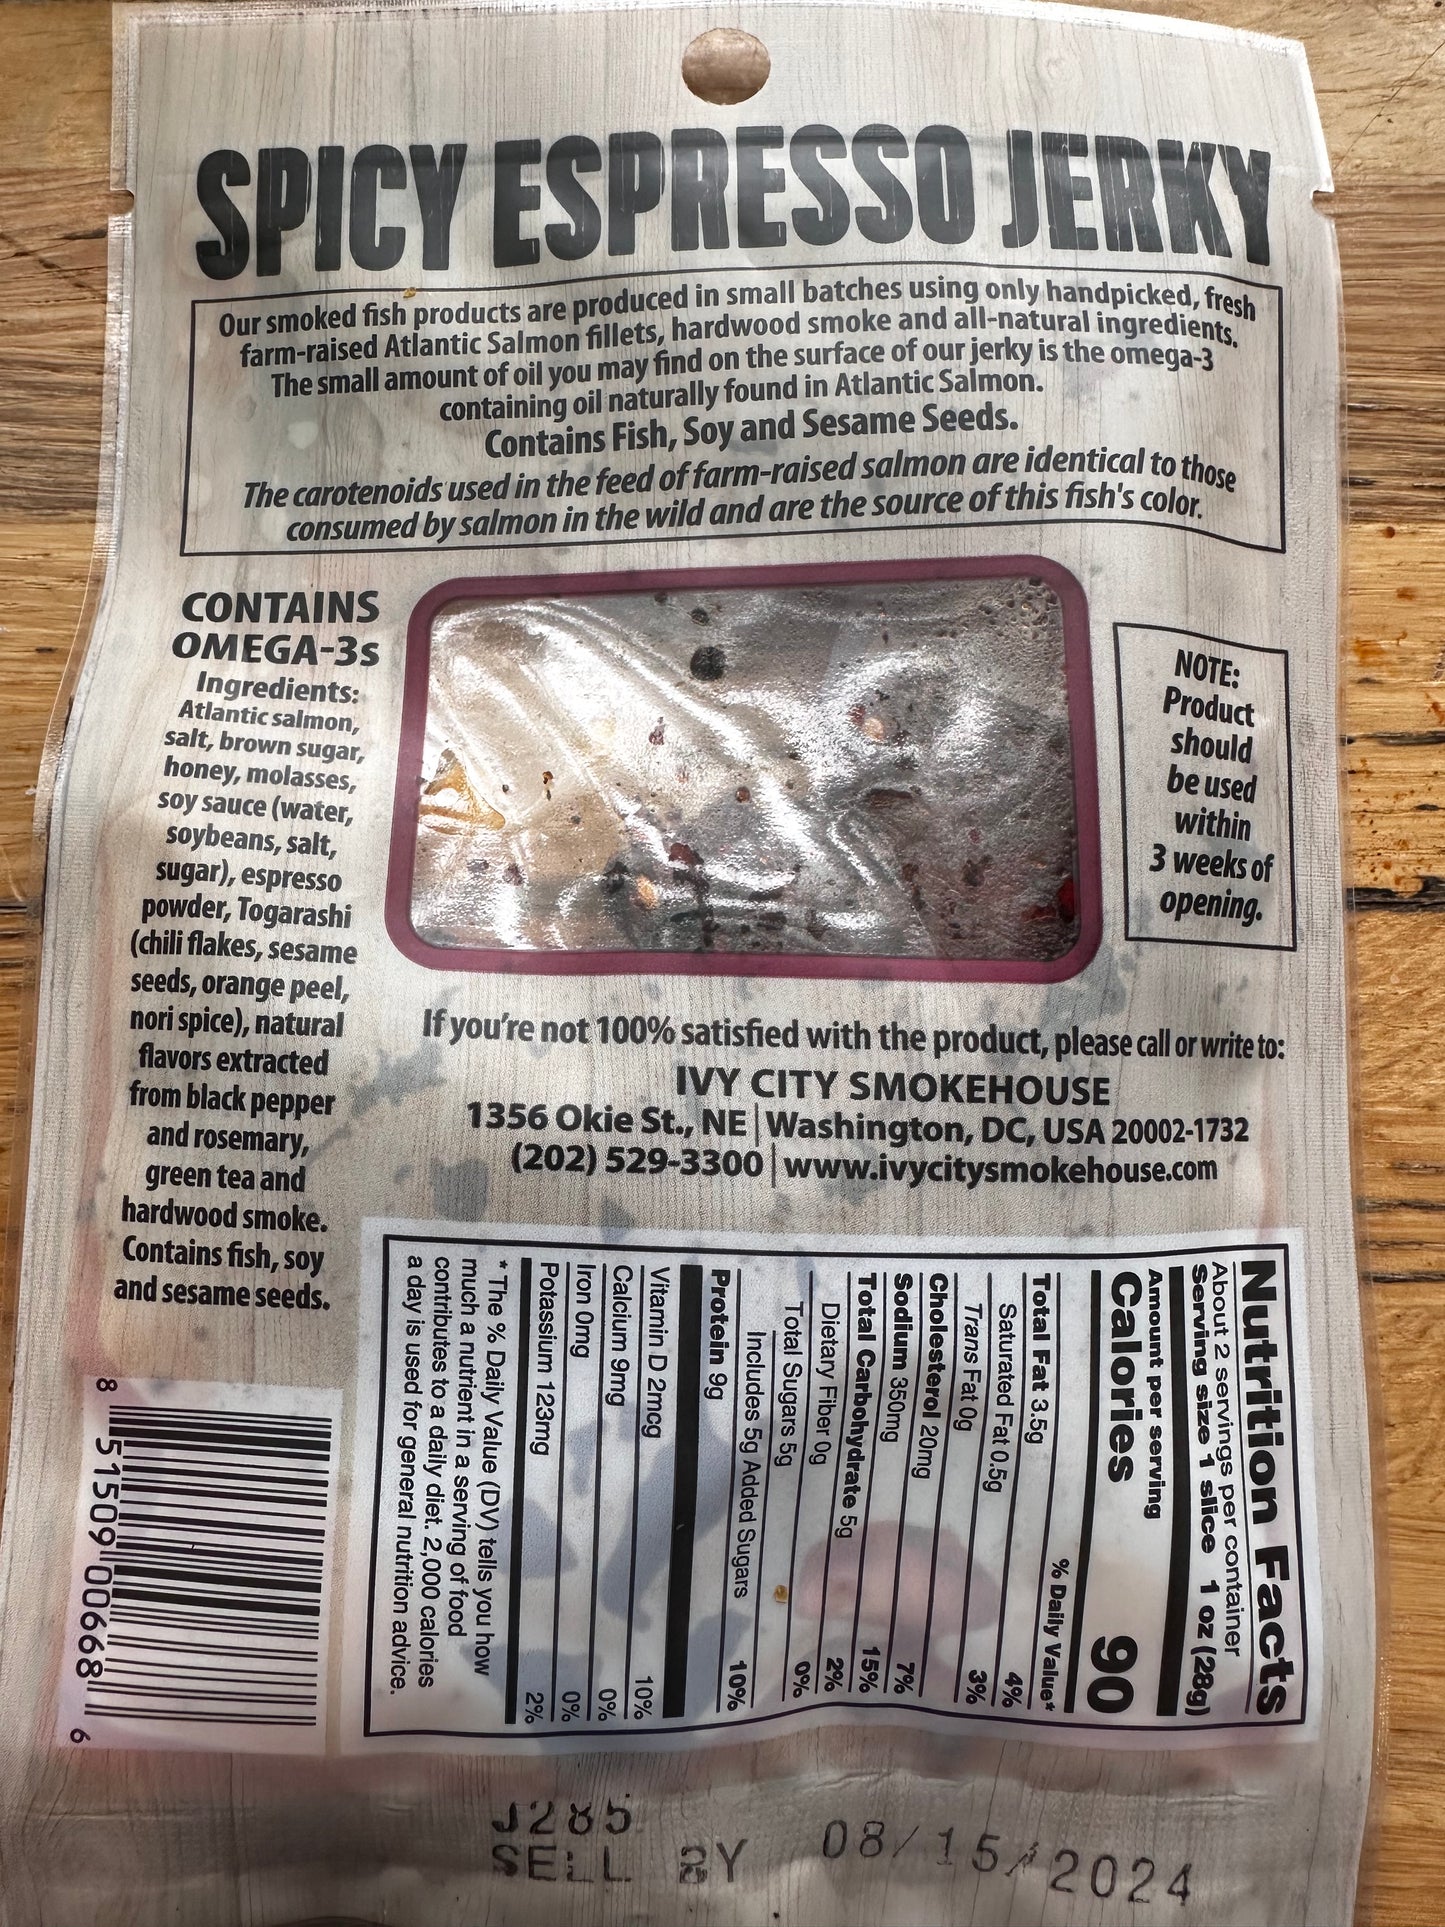 SPICY ESPRESSO JERKY
Our smoked fish products are produced in small batches using only handpicked, fresh
farm-raised Atlantic Salmon fillets, hardwood smoke and all-natural ingredients.
The small amount of oil you may find on the surface of our jerky is the omega-3
containing oil naturally found in Atlantic Salmon.
Contains Fish, Soy and Sesame Seeds.
The carotenoids used in the feed of farm-raised salmon are identical to those
consumed by salmon in the wild and are the source of this fish's color.
CONTAINS
OMEGA-3s
Ingredients:
Atlantic salmon,
salt, brown sugar,
honey, molasses,
soy sauce (water,
soybeans, salt,
sugar), espresso
powder, Togarashi
(chili flakes, sesame
seeds, orange peel,
nori spice), natural
flavors extracted
from black pepper
and rosemary,
green tea and
hardwood smoke.
Contains fish, soy
and sesame seeds.
NOTE:
Product
should
be used
within
3 weeks of
opening.
If you're not 100% satisfied with the product, please call or write to:
IVY CITY SMOKEHOUSE
1356 Okie St., NE | Washington, DC, USA 20002-1732
(202) 529-3300 | www.ivycitysmokehouse.com
Nutrition Facts
About 2 servings per container
Serving size 1 slice 1 oz (28g)
Amount per serving
Calories 90
% Daily Value*
Total Fat 3.5g 4%
Saturated Fat 0.5g 3%
Trans Fat 0g
Cholesterol 20mg 7%
Sodium 350mg 15%
Total Carbohydrate 5g 2%
Dietary Fiber 0g 0%
Total Sugars 5g
Includes 5g Added Sugars 10%
Protein 9g
Vitamin D 2mcg 10%
Calcium 9mg 0%
Iron 0mg 0%
Potassium 123mg 2%
* The % Daily Value (DV) tells you how
much a nutrient in a serving of food
contributes to a daily diet. 2,000 calories
a day is used for general nutrition advice.
8 51509 00668 6
J285
SELL BY 08/15/2024